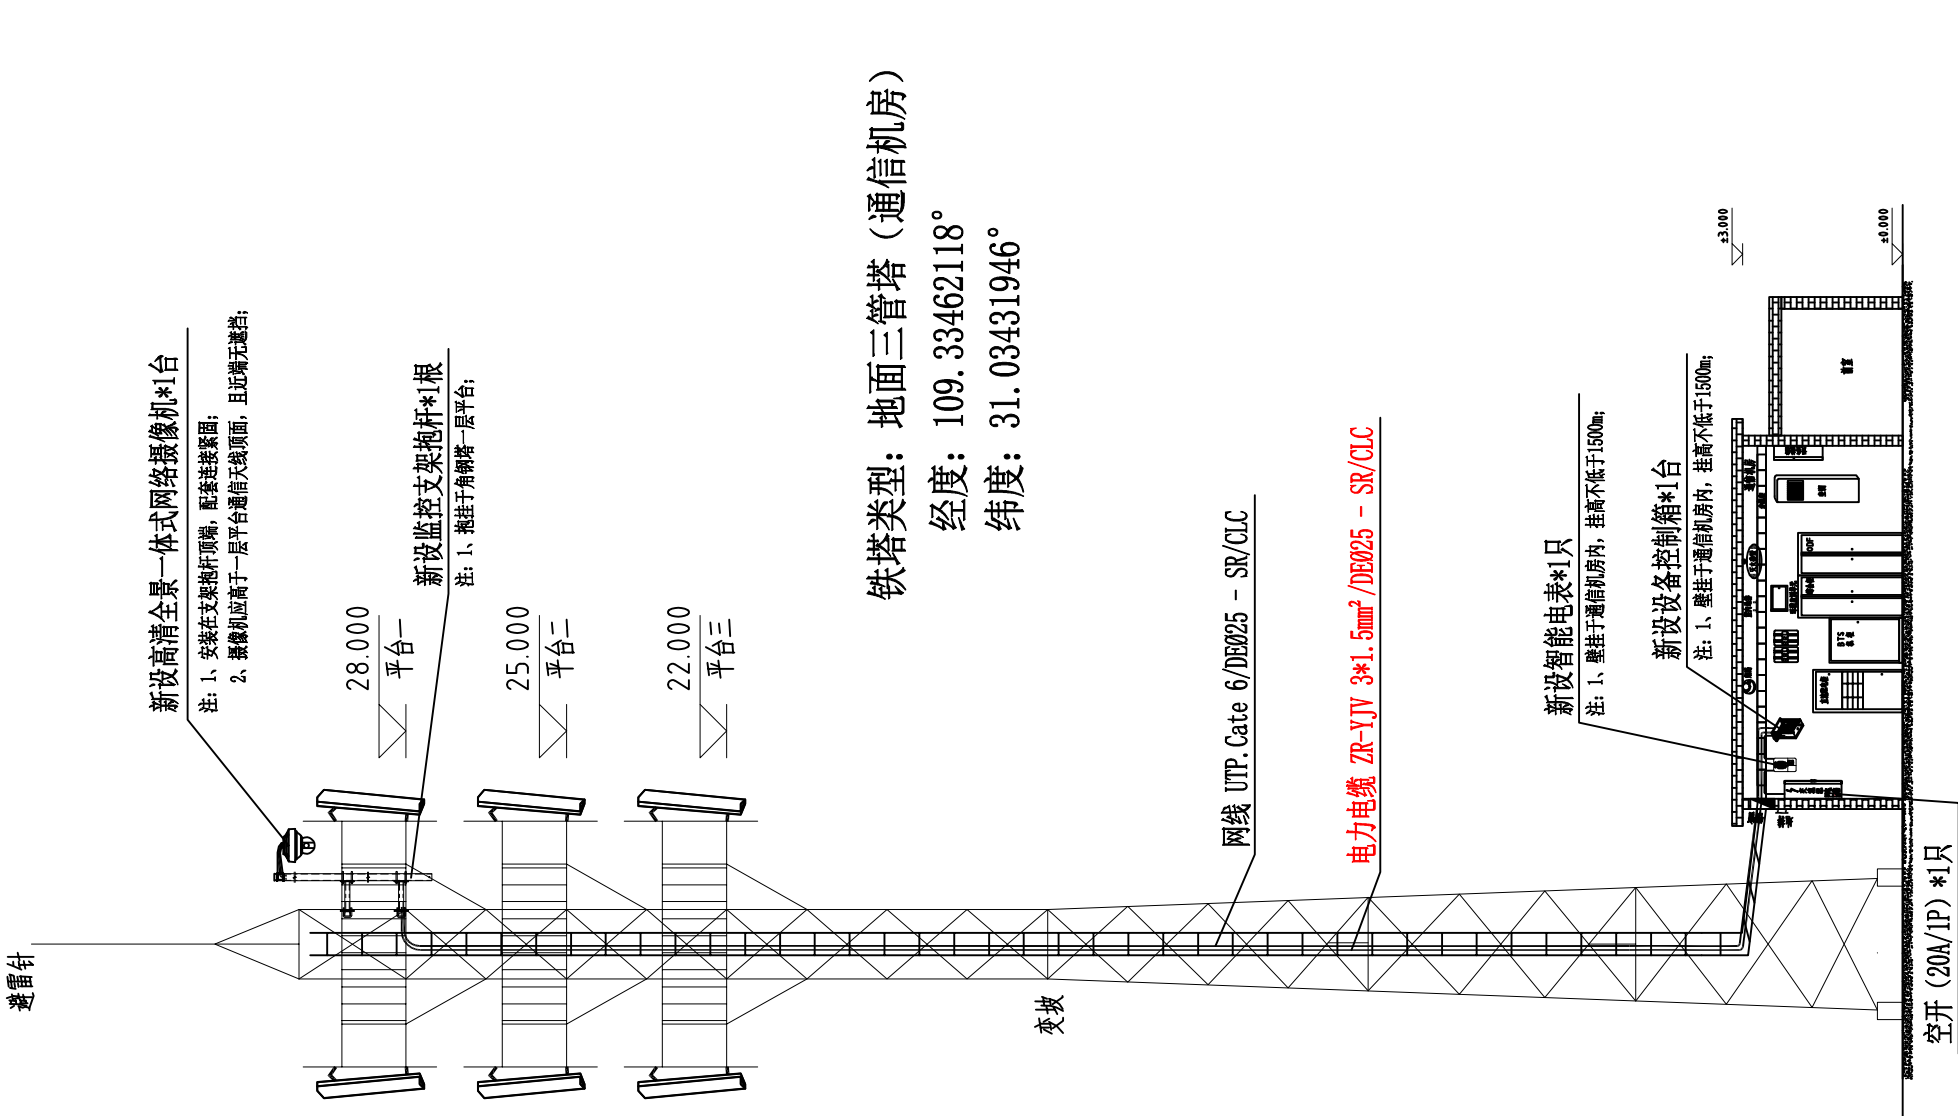 避雷针
新设高清全景一体式网络摄像机*1台
注：1、安装在支架抱杆顶端，配套连接紧固；
2、摄像机应高于一层平台通信天线顶面，且近端无遮挡；
新设监控支架抱杆*1根
注：1、抱挂于角钢塔一层平台；
28.000
平台一
25.000
平台二
22.000
平台三
铁塔类型：地面三管塔（通信机房）
经度：109.33462118°
纬度：31.03431946°
变坡
网线 UTP.Cate 6/DEØ25 - SR/CLC
电力电缆 ZR-YJV 3*1.5mm²/DEØ25 - SR/CLC
新设智能电表*1只
注：1、壁挂于通信机房内，挂高不低于1500m；
新设设备控制箱*1台
注：1、壁挂于通信机房内，挂高不低于1500m；
±3.000
±0.000
通信机房
ODF
BTS
空调
前室
空开（20A/1P）*1只